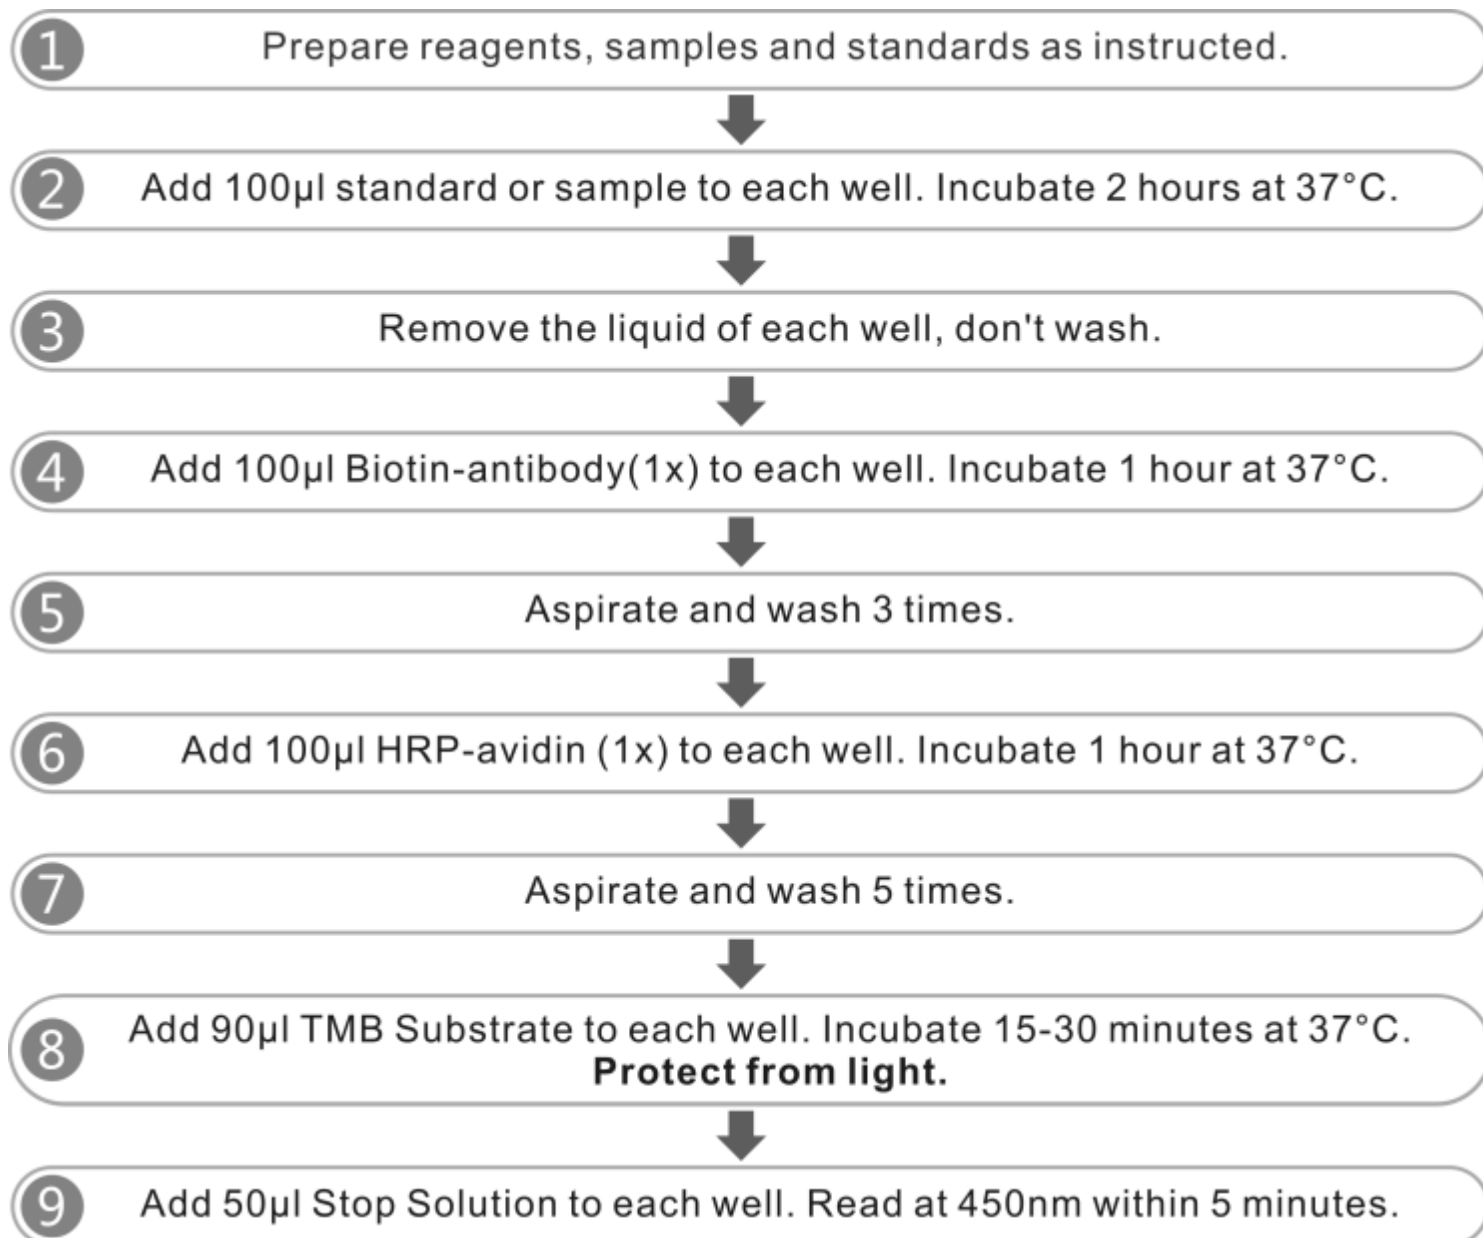 1
Prepare reagents, samples and standards as instructed.
2
Add 100µl standard or sample to each well. Incubate 2 hours at 37°C.
3
Remove the liquid of each well, don't wash.
4
Add 100µl Biotin-antibody(1x) to each well. Incubate 1 hour at 37°C.
5
Aspirate and wash 3 times.
6
Add 100µl HRP-avidin (1x) to each well. Incubate 1 hour at 37°C.
7
Aspirate and wash 5 times.
8
Add 90µl TMB Substrate to each well. Incubate 15-30 minutes at 37°C.
Protect from light.
9
Add 50µl Stop Solution to each well. Read at 450nm within 5 minutes.